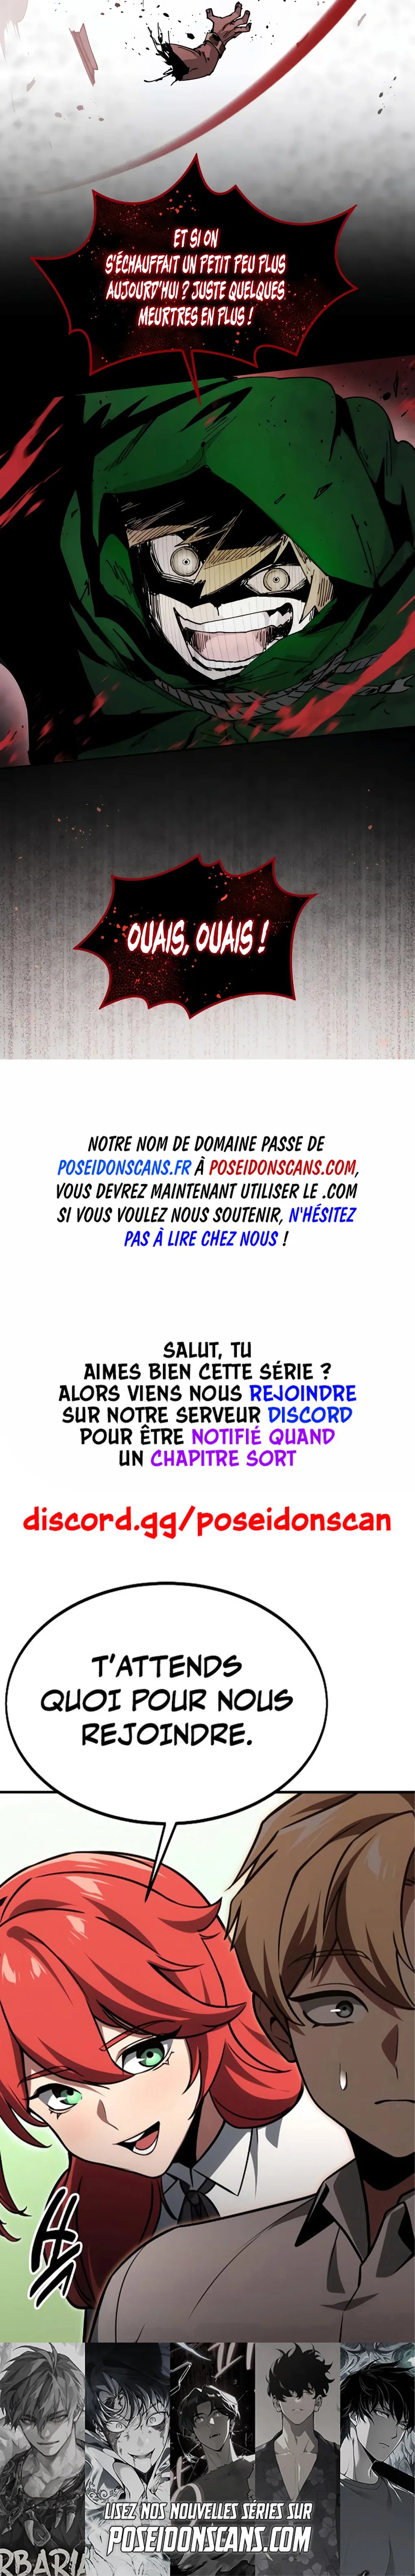 ET SI ON
S'ÉCHAUFFAIT UN PETIT PEU PLUS
AUJOURD'HUI ? JUSTE QUELQUES
MEURTRES EN PLUS !
OUAIS, OUAIS !
NOTRE NOM DE DOMAINE PASSE DE
POSEIDONSCANS.FR À POSEIDONSCANS.COM,
VOUS DEVREZ MAINTENANT UTILISER LE .COM
SI VOUS VOULEZ NOUS SOUTENIR, N'HÉSITEZ
PAS À LIRE CHEZ NOUS !
SALUT, TU
AIMES BIEN CETTE SÉRIE ?
ALORS VIENS NOUS REJOINDRE
SUR NOTRE SERVEUR DISCORD
POUR ÊTRE NOTIFIÉ QUAND
UN CHAPITRE SORT
discord.gg/poseidonscan
T'ATTENDS
QUOI POUR NOUS
REJOINDRE.
LISEZ NOS NOUVELLES SÉRIES SUR
POSEIDONSCANS.COM